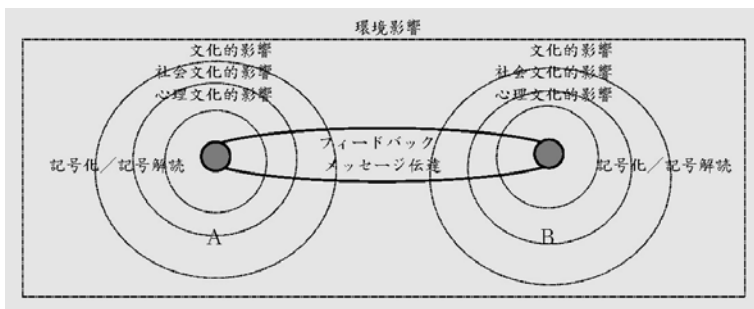 環境影響
文化的影響
社会文化的影響
心理文化的影響
文化的影響
社会文化的影響
心理文化的影響
フィードバック
メッセージ伝達
記号化／記号解読
記号化／記号解読
A
B